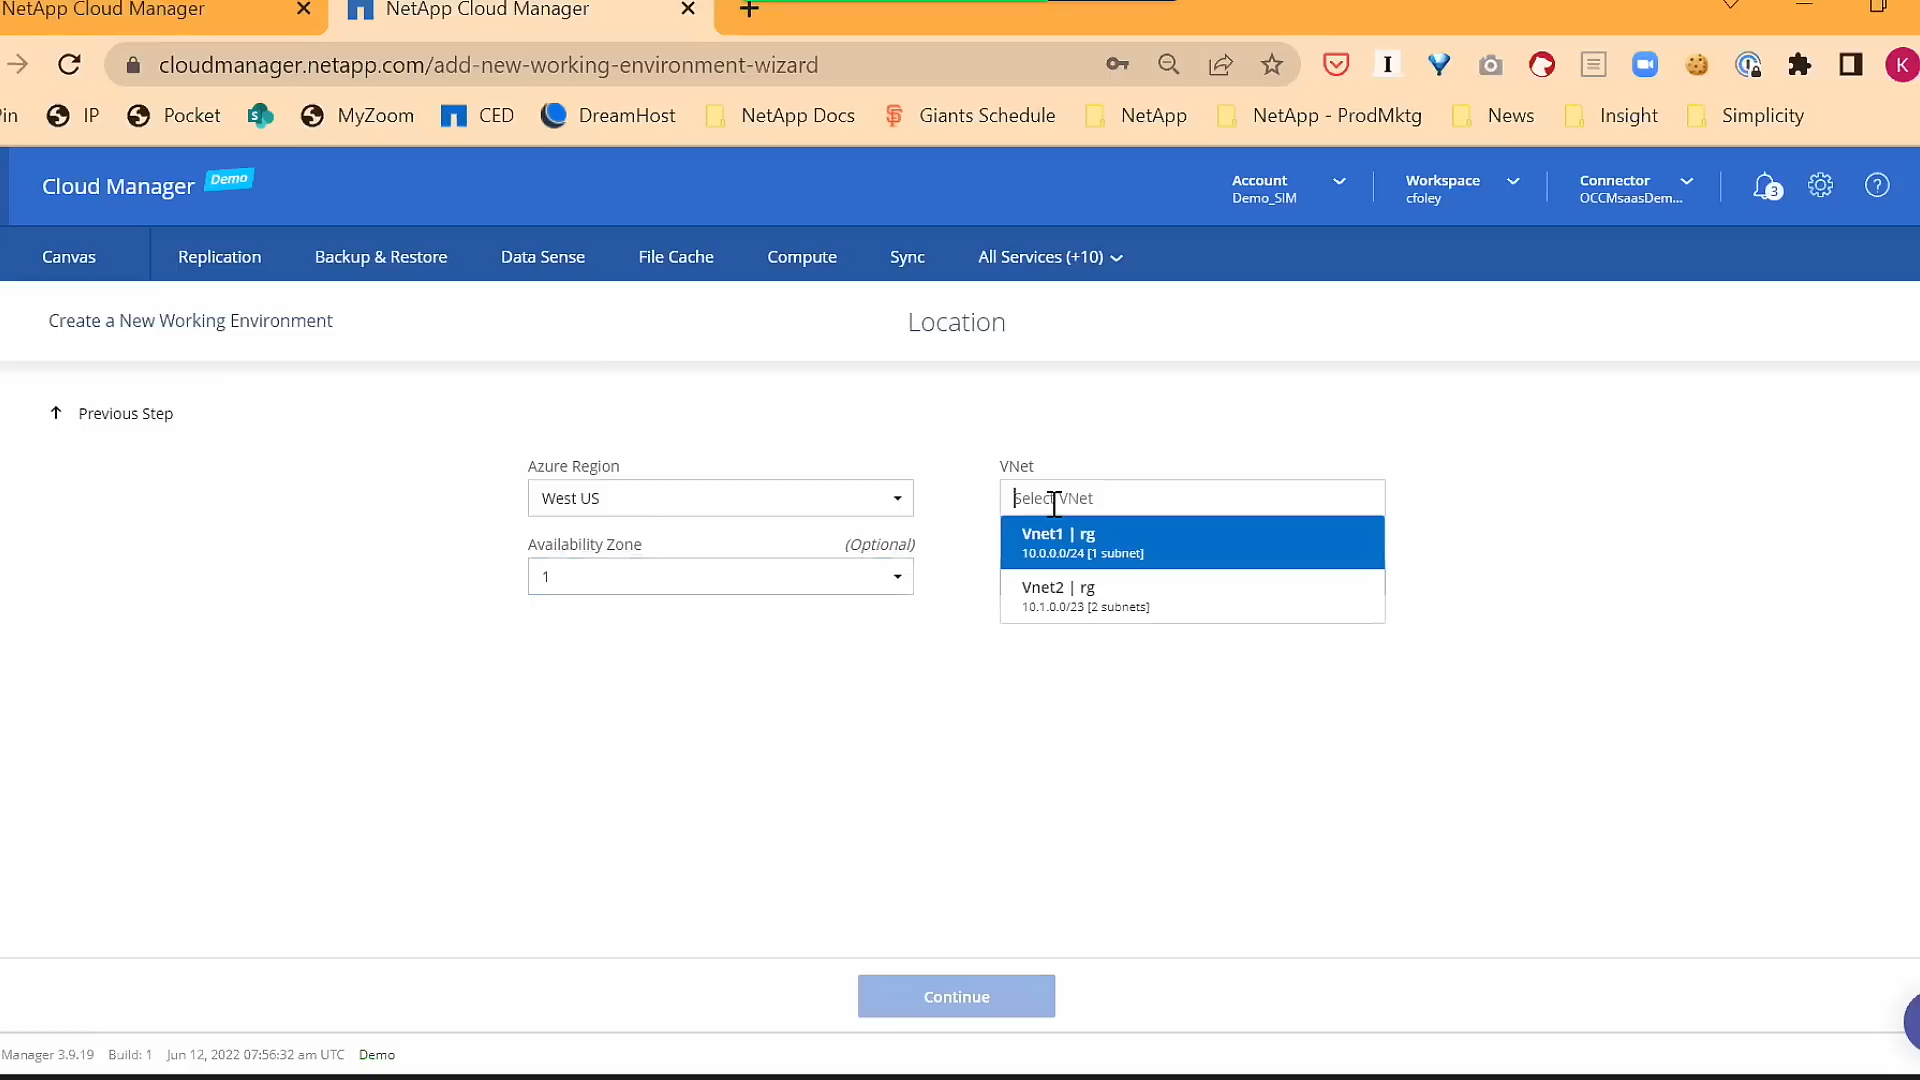 NetApp Cloud Manager
NetApp Cloud Manager
cloudmanager.netapp.com/add-new-working-environment-wizard
I
K
in
IP
Pocket
MyZoom
CED
DreamHost
NetApp Docs
Giants Schedule
NetApp
NetApp - ProdMktg
News
Insight
Simplicity
Cloud Manager
Demo
Account
Demo_SIM
Workspace
cfoley
Connector
OCCMsaasDem...
3
?
Canvas
Replication
Backup & Restore
Data Sense
File Cache
Compute
Sync
All Services (+10)
Create a New Working Environment
Location
Previous Step
Azure Region
West US
Availability Zone
(Optional)
1
VNet
Select VNet
Vnet1 | rg
10.0.0.0/24 [1 subnet]
Vnet2 | rg
10.1.0.0/23 [2 subnets]
Continue
Manager 3.9.19 Build: 1 Jun 12, 2022 07:56:32 am UTC Demo